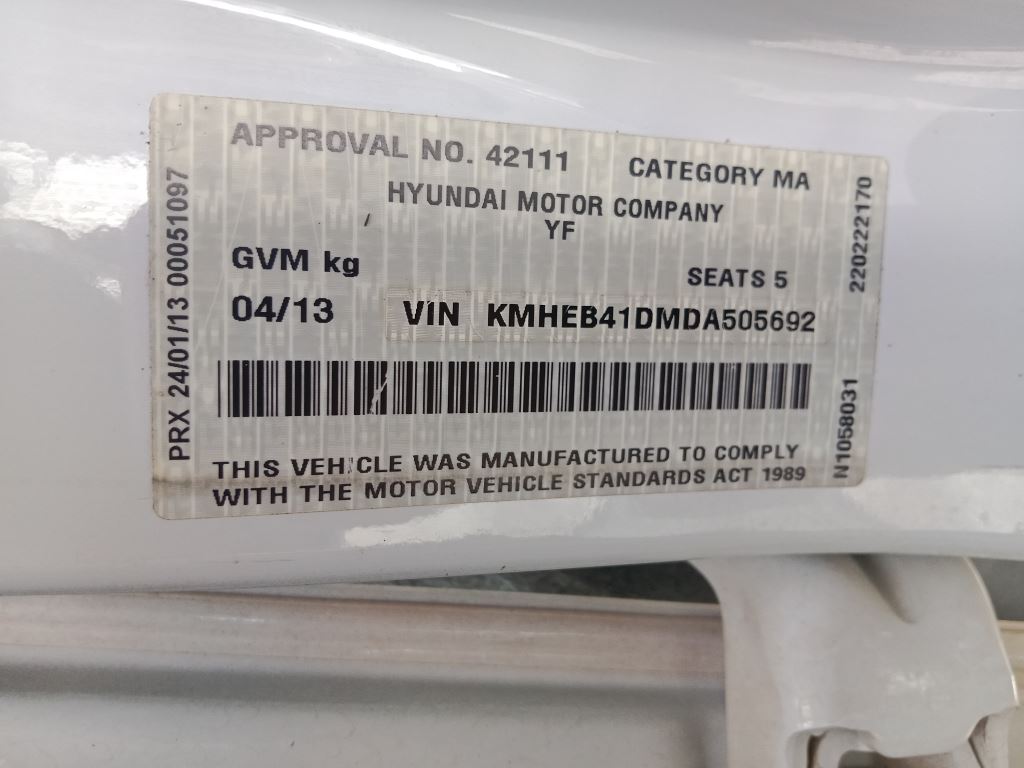 APPROVAL NO. 42111
CATEGORY MA
HYUNDAI MOTOR COMPANY
YF
GVM kg
SEATS 5
04/13
VIN KMHEB41DMDA505692
THIS VEHICLE WAS MANUFACTURED TO COMPLY
WITH THE MOTOR VEHICLE STANDARDS ACT 1989
PRX 24/01/13 00051097
N1058031
220222170